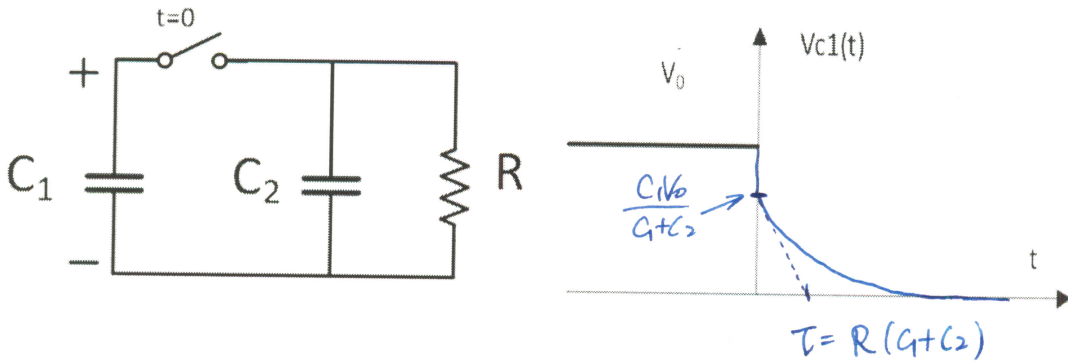 t=0
+
C₁
−
C₂
R
Vc1(t)
V₀
C₁V₀
C₁+C₂
t
τ= R (C₁+C₂)